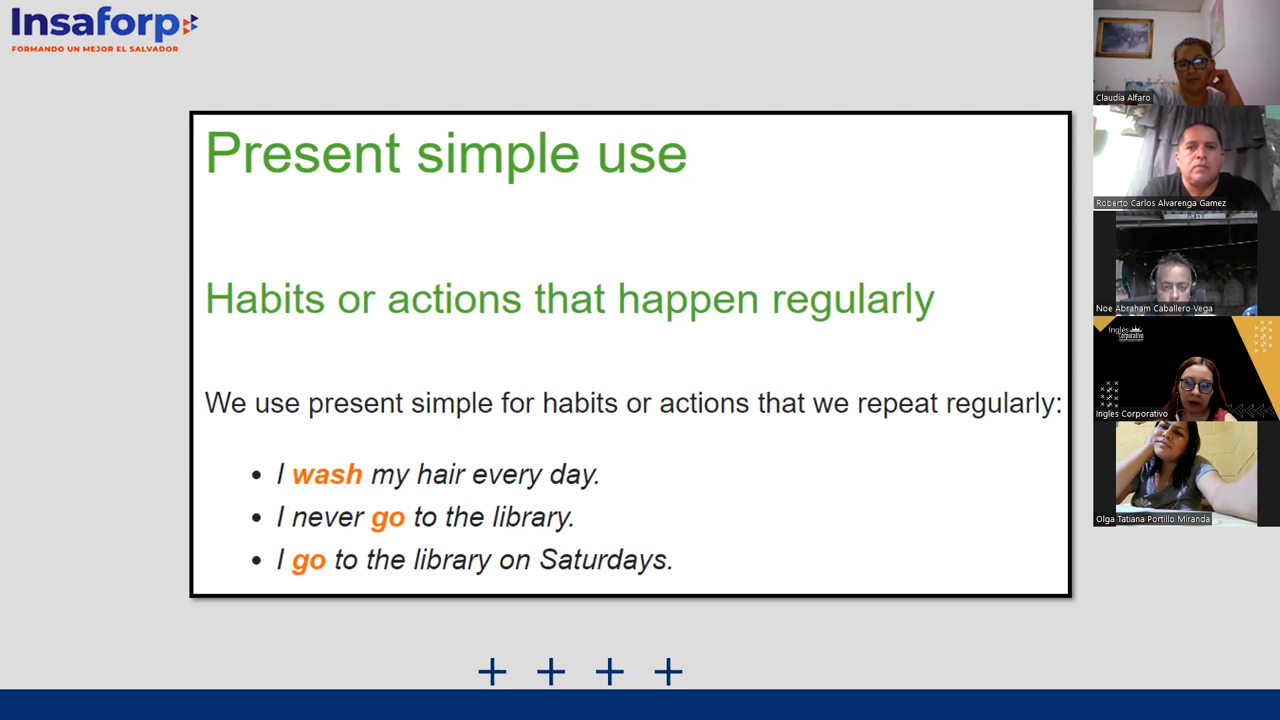 Insaforp
FORMANDO UN MEJOR EL SALVADOR
Present simple use
Habits or actions that happen regularly
We use present simple for habits or actions that we repeat regularly:
• I wash my hair every day.
• I never go to the library.
• I go to the library on Saturdays.
Claudia Alfaro
Roberto Carlos Alvarenga Gamez
Noe Abraham Caballero Vega
Inglés
Corporativo
Ingles Corporativo
Olga Tatiana Portillo Miranda